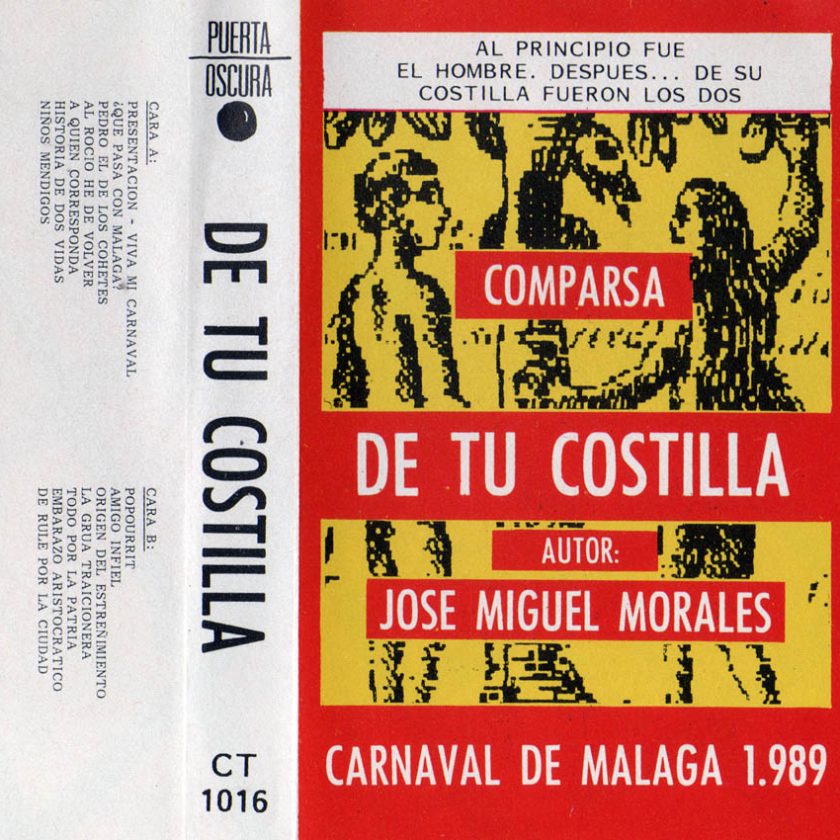 CARA A:
PRESENTACION - VIVA MI CARNAVAL
¿QUE PASA CON MALAGA?
PEDRO EL DE LOS COHETES
AL ROCIO HE DE VOLVER
A QUIEN CORRESPONDA
HISTORIA DE DOS VIDAS
NIÑOS MENDIGOS
CARA B:
POPOURRIT
AMIGO INFIEL
ORIGEN DEL ESTREÑIMIENTO
LA GRUA TRAICIONERA
TODO POR LA PATRIA
EMBARAZO ARISTOCRATICO
DE RULE POR LA CIUDAD
PUERTA
OSCURA
DE TU COSTILLA
CT
1016
AL PRINCIPIO FUE
EL HOMBRE. DESPUES... DE SU
COSTILLA FUERON LOS DOS
COMPARSA
DE TU COSTILLA
AUTOR:
JOSE MIGUEL MORALES
CARNAVAL DE MALAGA 1.989